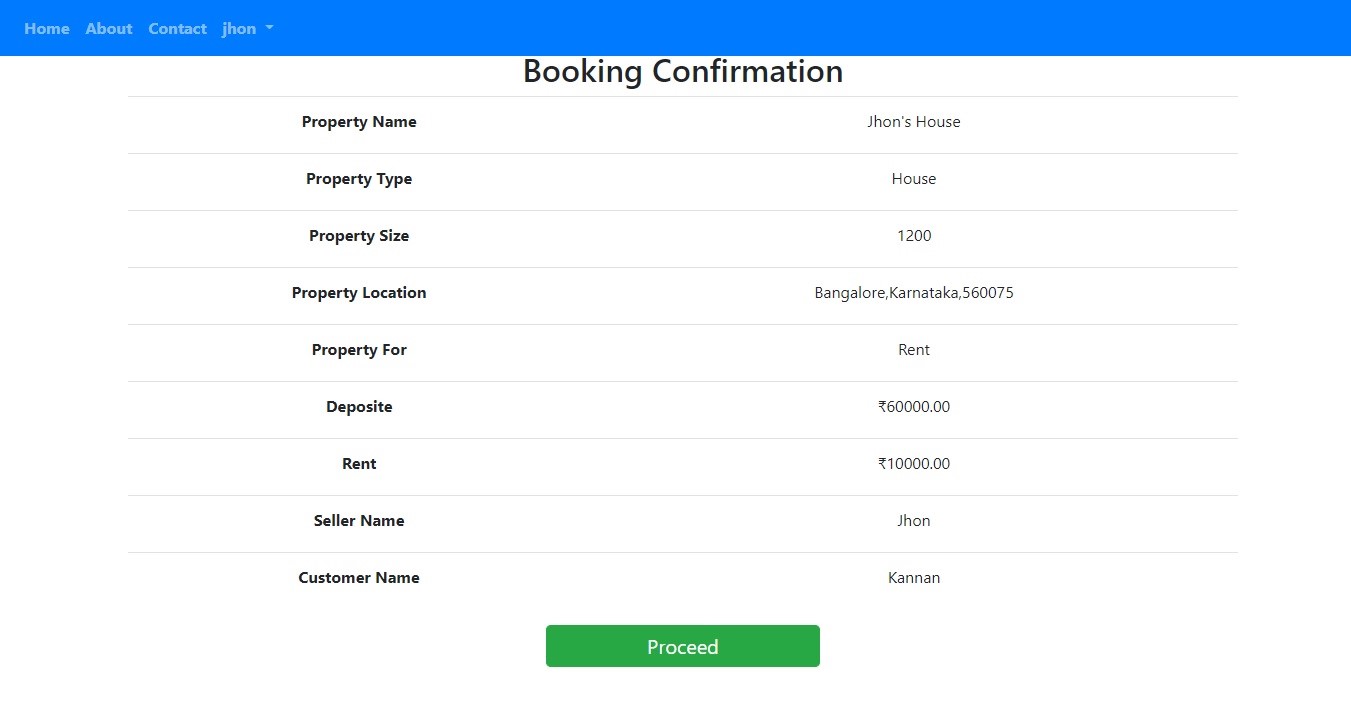 Home About Contact jhon
Booking Confirmation
Property Name Jhon's House
Property Type House
Property Size 1200
Property Location Bangalore,Karnataka,560075
Property For Rent
Deposite ₹60000.00
Rent ₹10000.00
Seller Name Jhon
Customer Name Kannan
Proceed